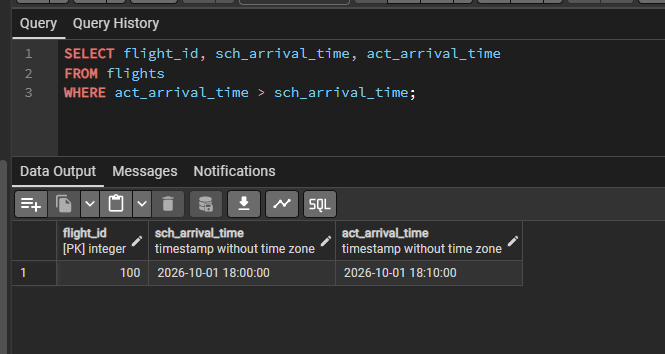 Query Query History
1 SELECT flight_id, sch_arrival_time, act_arrival_time
2 FROM flights
3 WHERE act_arrival_time > sch_arrival_time;
Data Output Messages Notifications
SQL
flight_id sch_arrival_time act_arrival_time
[PK] integer timestamp without time zone timestamp without time zone
1 100 2026-10-01 18:00:00 2026-10-01 18:10:00